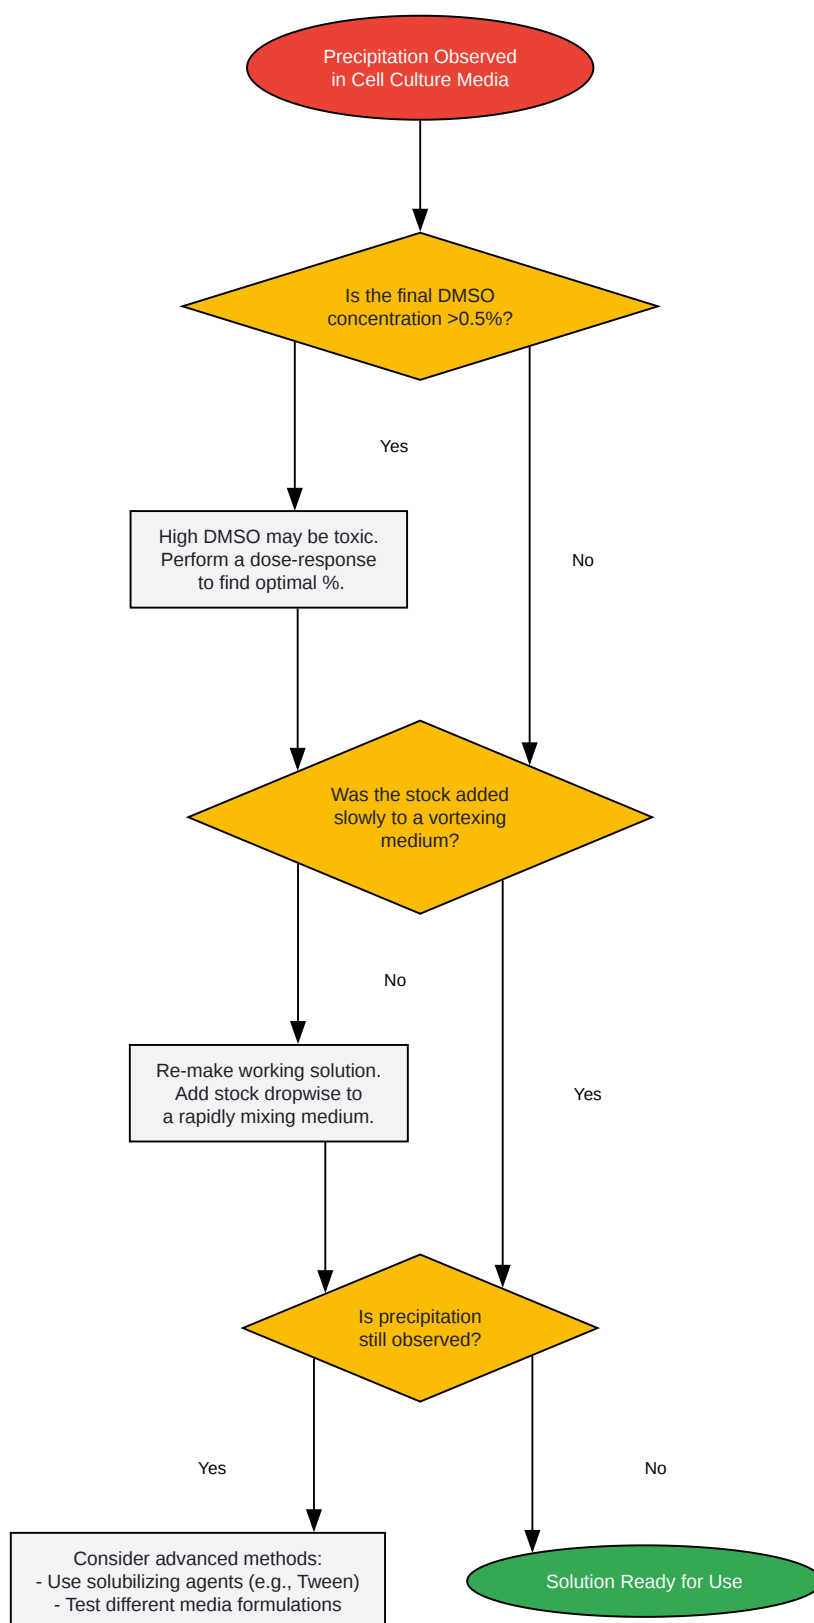 Precipitation Observed
in Cell Culture Media
Is the final DMSO
concentration >0.5%?
Yes
High DMSO may be toxic.
Perform a dose-response
to find optimal %.
No
Was the stock added
slowly to a vortexing
medium?
No
Re-make working solution.
Add stock dropwise to
a rapidly mixing medium.
Yes
Is precipitation
still observed?
Yes
No
Consider advanced methods:
- Use solubilizing agents (e.g., Tween)
- Test different media formulations
Solution Ready for Use